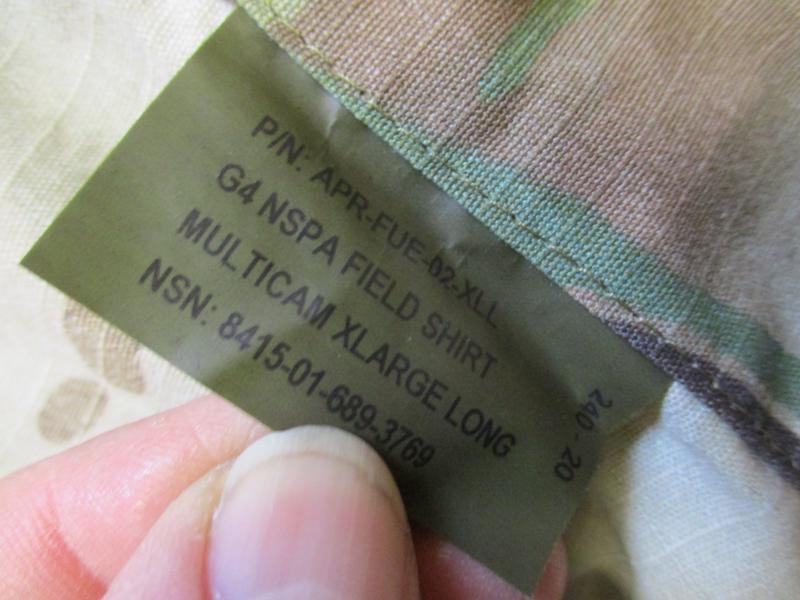 P/N: APR-FUE-02-XLL
G4 NSPA FIELD SHIRT
MULTICAM XLARGE LONG
NSN: 8415-01-689-3769
240 - 20